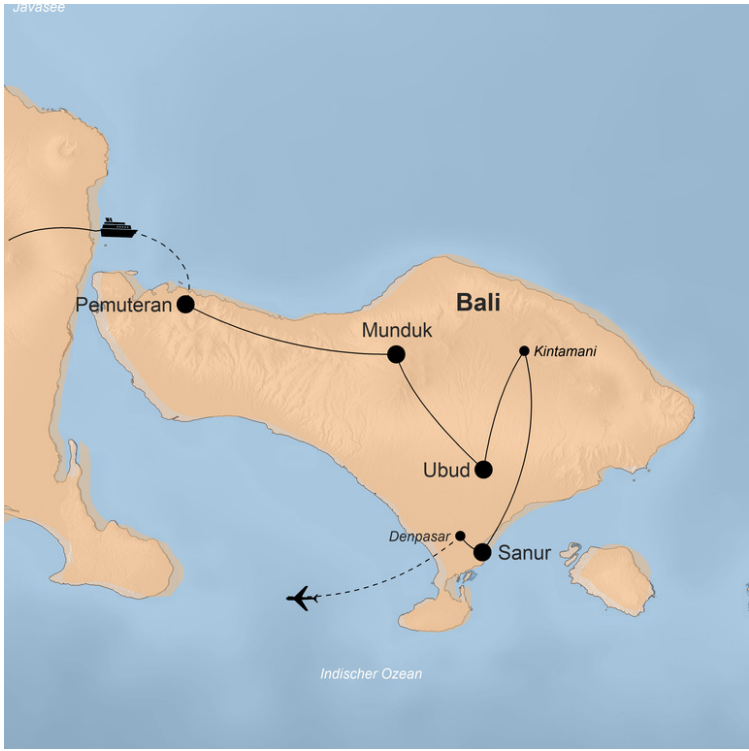 Javasee
Bali
Pemuteran
Munduk
Kintamani
Ubud
Denpasar
Sanur
Indischer Ozean